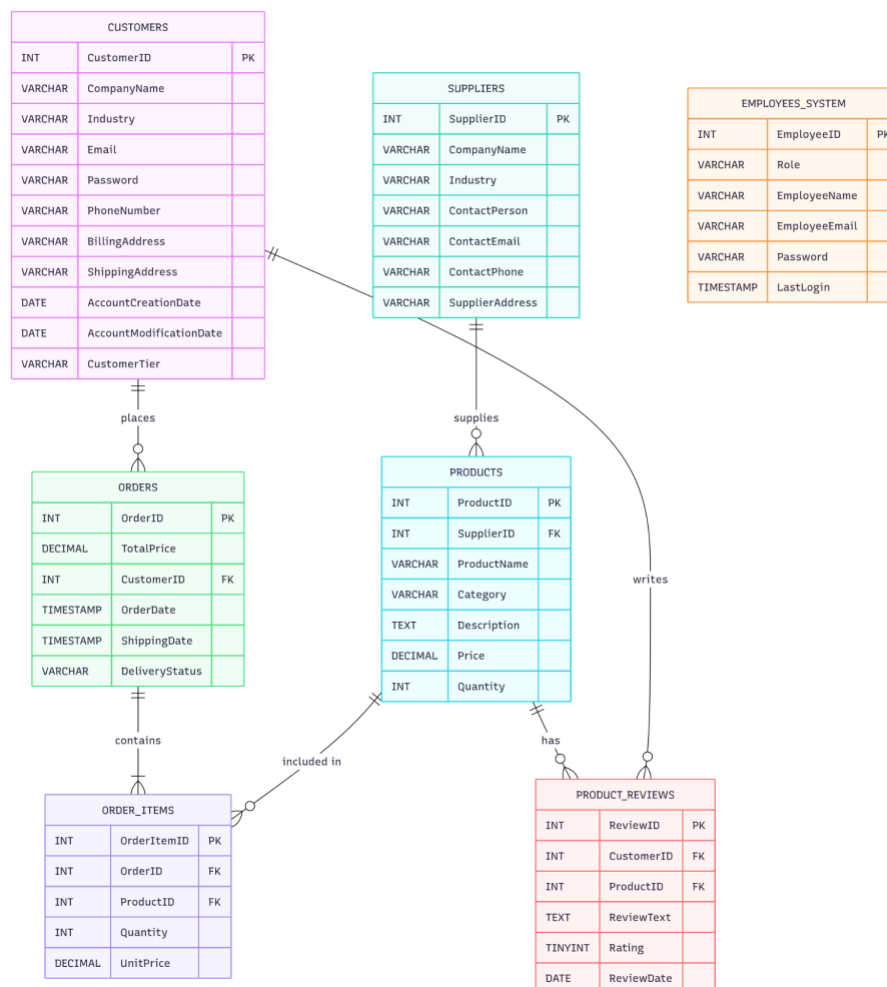 CUSTOMERS
INT CustomerID PK
VARCHAR CompanyName
VARCHAR Industry
VARCHAR Email
VARCHAR Password
VARCHAR PhoneNumber
VARCHAR BillingAddress
VARCHAR ShippingAddress
DATE AccountCreationDate
DATE AccountModificationDate
VARCHAR CustomerTier
SUPPLIERS
INT SupplierID PK
VARCHAR CompanyName
VARCHAR Industry
VARCHAR ContactPerson
VARCHAR ContactEmail
VARCHAR ContactPhone
VARCHAR SupplierAddress
EMPLOYEES_SYSTEM
INT EmployeeID PK
VARCHAR Role
VARCHAR EmployeeName
VARCHAR EmployeeEmail
VARCHAR Password
TIMESTAMP LastLogin
places
supplies
writes
ORDERS
INT OrderID PK
DECIMAL TotalPrice
INT CustomerID FK
TIMESTAMP OrderDate
TIMESTAMP ShippingDate
VARCHAR DeliveryStatus
PRODUCTS
INT ProductID PK
INT SupplierID FK
VARCHAR ProductName
VARCHAR Category
TEXT Description
DECIMAL Price
INT Quantity
contains
included in
has
ORDER_ITEMS
INT OrderItemID PK
INT OrderID FK
INT ProductID FK
INT Quantity
DECIMAL UnitPrice
PRODUCT_REVIEWS
INT ReviewID PK
INT CustomerID FK
INT ProductID FK
TEXT ReviewText
TINYINT Rating
DATE ReviewDate